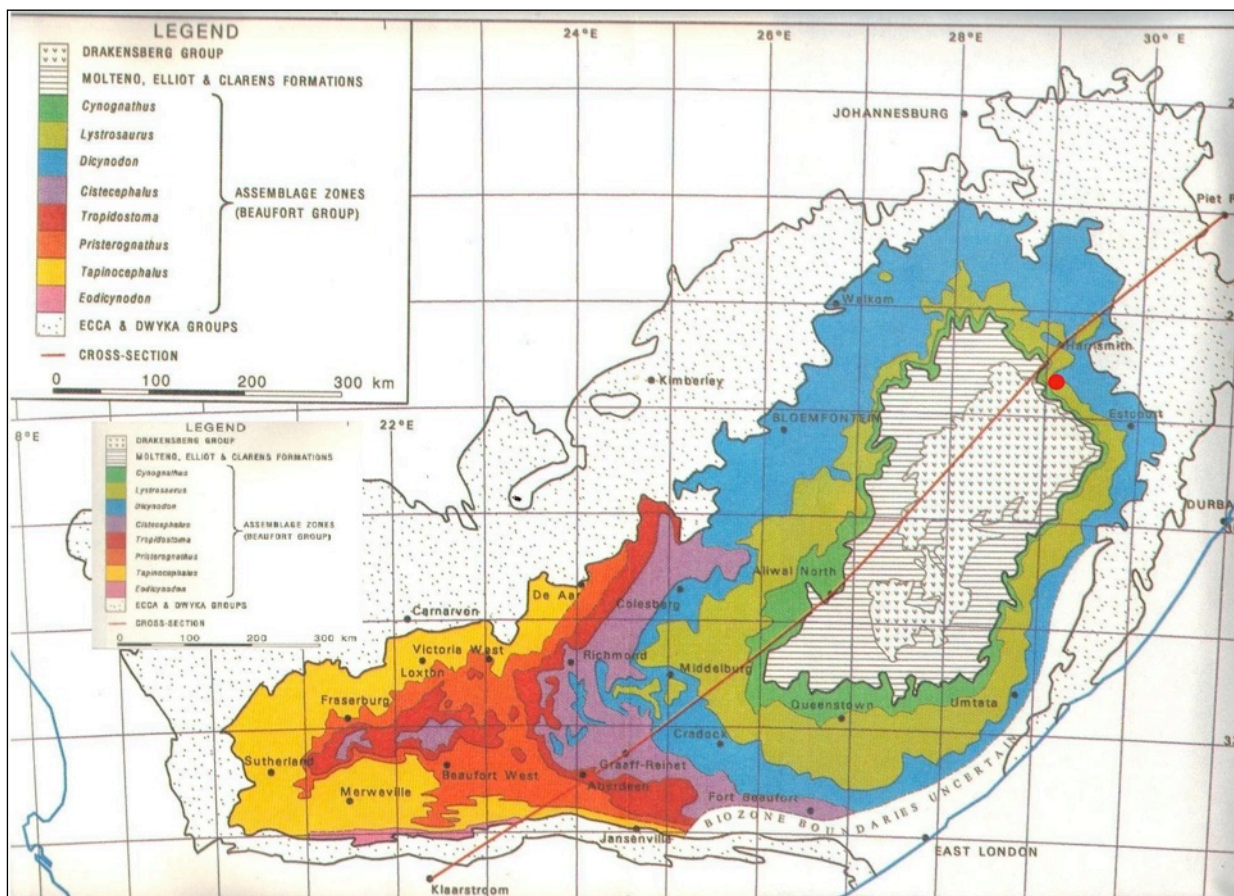 LEGEND
DRAKENSBERG GROUP
MOLTENO, ELLIOT & CLARENS FORMATIONS
Cynognathus
Lystrosaurus
Dicynodon
Cistecephalus
Tropidostoma
Pristerognathus
Tapinocephalus
Eodicynodon
ASSEMBLAGE ZONES
(BEAUFORT GROUP)
ECCA & DWYKA GROUPS
CROSS-SECTION
0 100 200 300 km
LEGEND
DRAKENSBERG GROUP
MOLTENO, ELLIOT & CLARENS FORMATIONS
Cynognathus
Lystrosaurus
Dicynodon
Cistecephalus
Tropidostoma
Pristerognathus
Tapinocephalus
Eodicynodon
ASSEMBLAGE ZONES
(BEAUFORT GROUP)
ECCA & DWYKA GROUPS
CROSS-SECTION
0 100 200 300 km
24°E
26°E
28°E
30° E
8°E
22°E
JOHANNESBURG
Piet
Welkom
Harrismith
Kimberley
BLOEMFONTEIN
Estcourt
DURBA
Aliwal North
De Aar
Colesberg
Carnarvon
Victoria West
Richmond
Loxton
Middelburg
Fraserburg
Queenstown
Umtata
Cradock
Sutherland
Graaff-Reinet
Beaufort West
Aberdeen
Merweville
Fort Beaufort
BIOZONE BOUNDARIES UNCERTAIN
Jansenville
EAST LONDON
Klaarstroom